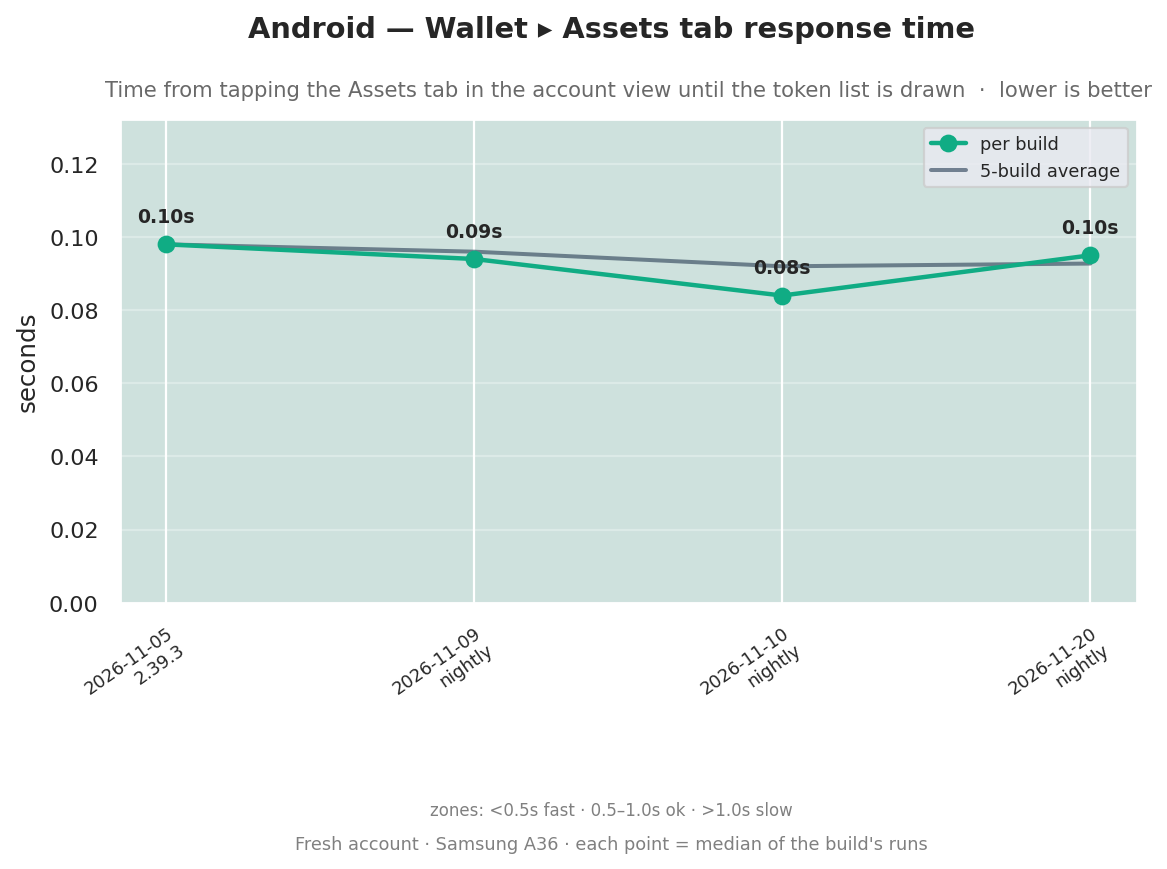 Android — Wallet ▸ Assets tab response time
Time from tapping the Assets tab in the account view until the token list is drawn · lower is better
per build
5-build average
seconds
0.12
0.10
0.08
0.06
0.04
0.02
0.00
0.10s
0.09s
0.08s
0.10s
2026-11-05
2.39.3
2026-11-09
nightly
2026-11-10
nightly
2026-11-20
nightly
zones: <0.5s fast · 0.5–1.0s ok · >1.0s slow
Fresh account · Samsung A36 · each point = median of the build's runs